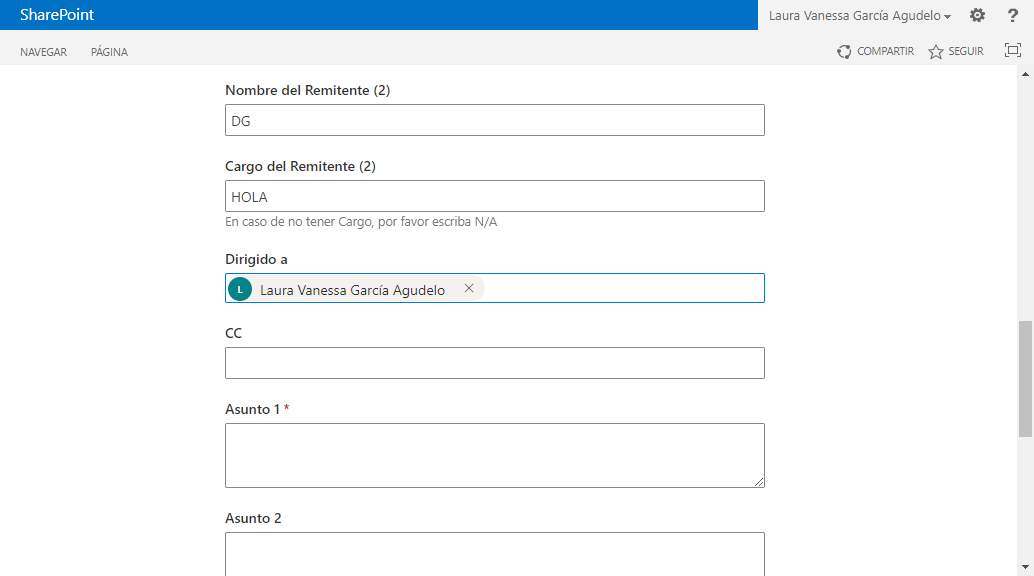 SharePoint
Laura Vanessa García Agudelo
?
NAVEGAR PÁGINA
COMPARTIR SEGUIR
Nombre del Remitente (2)
DG
Cargo del Remitente (2)
HOLA
En caso de no tener Cargo, por favor escriba N/A
Dirigido a
L Laura Vanessa García Agudelo
CC
Asunto 1 *
Asunto 2